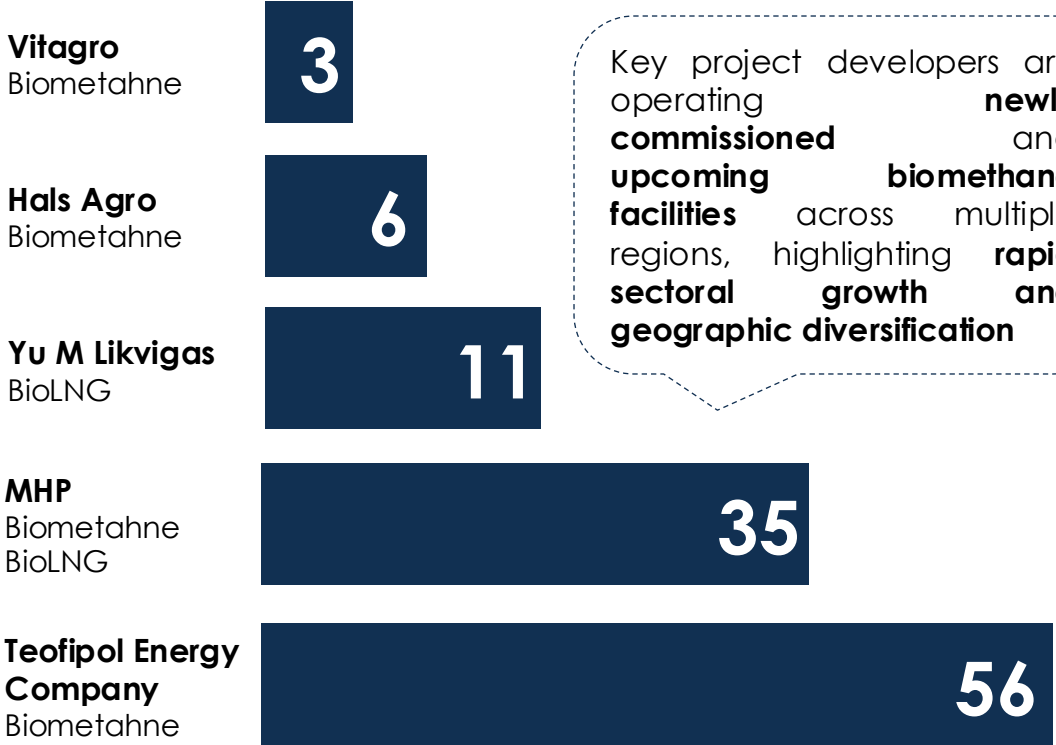 Vitagro
Biometahne
3
Key project developers ar
operating newl
commissioned an
upcoming biomethan
facilities across multipl
regions, highlighting rapi
sectoral growth an
geographic diversification
Hals Agro
Biometahne
6
Yu M Likvigas
BioLNG
11
MHP
Biometahne
BioLNG
35
Teofipol Energy
Company
Biometahne
56